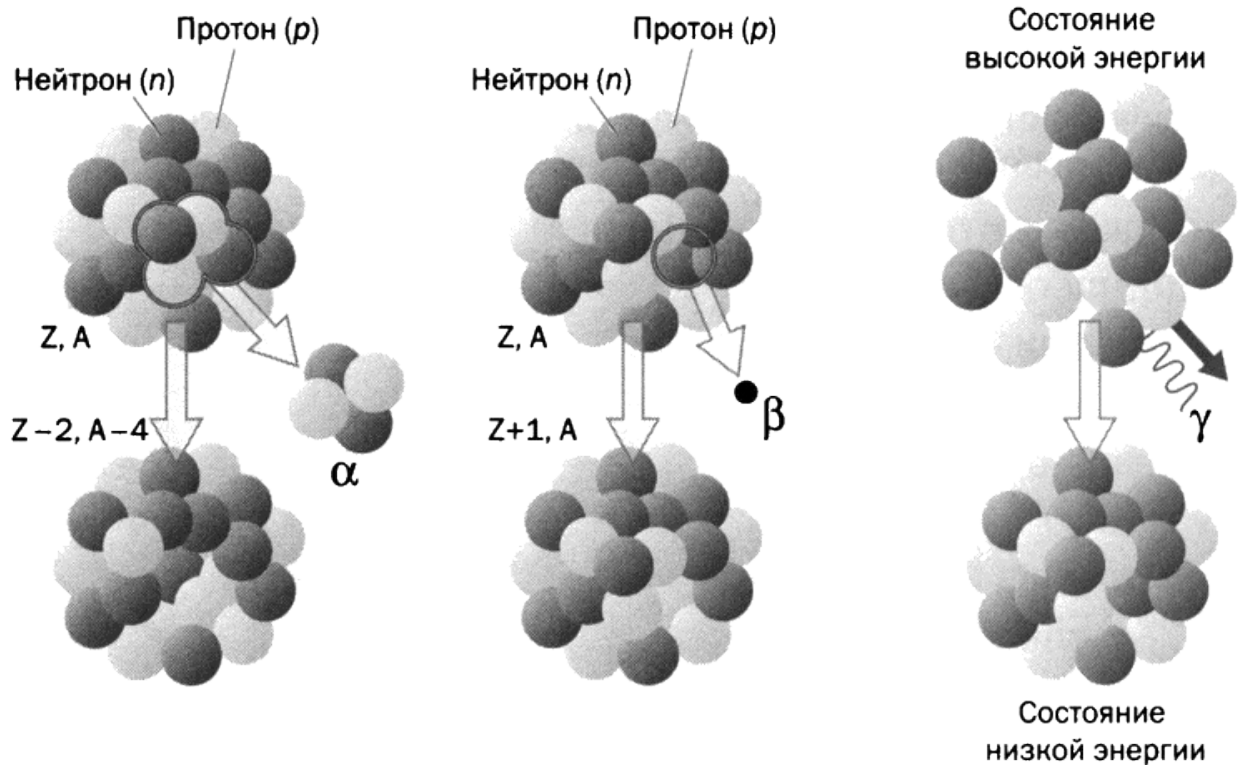 Протон (p)
Нейтрон (n)
Z, A
Z−2, A−4
α
Протон (p)
Нейтрон (n)
Z, A
Z+1, A
β
Состояние
высокой энергии
γ
Состояние
низкой энергии